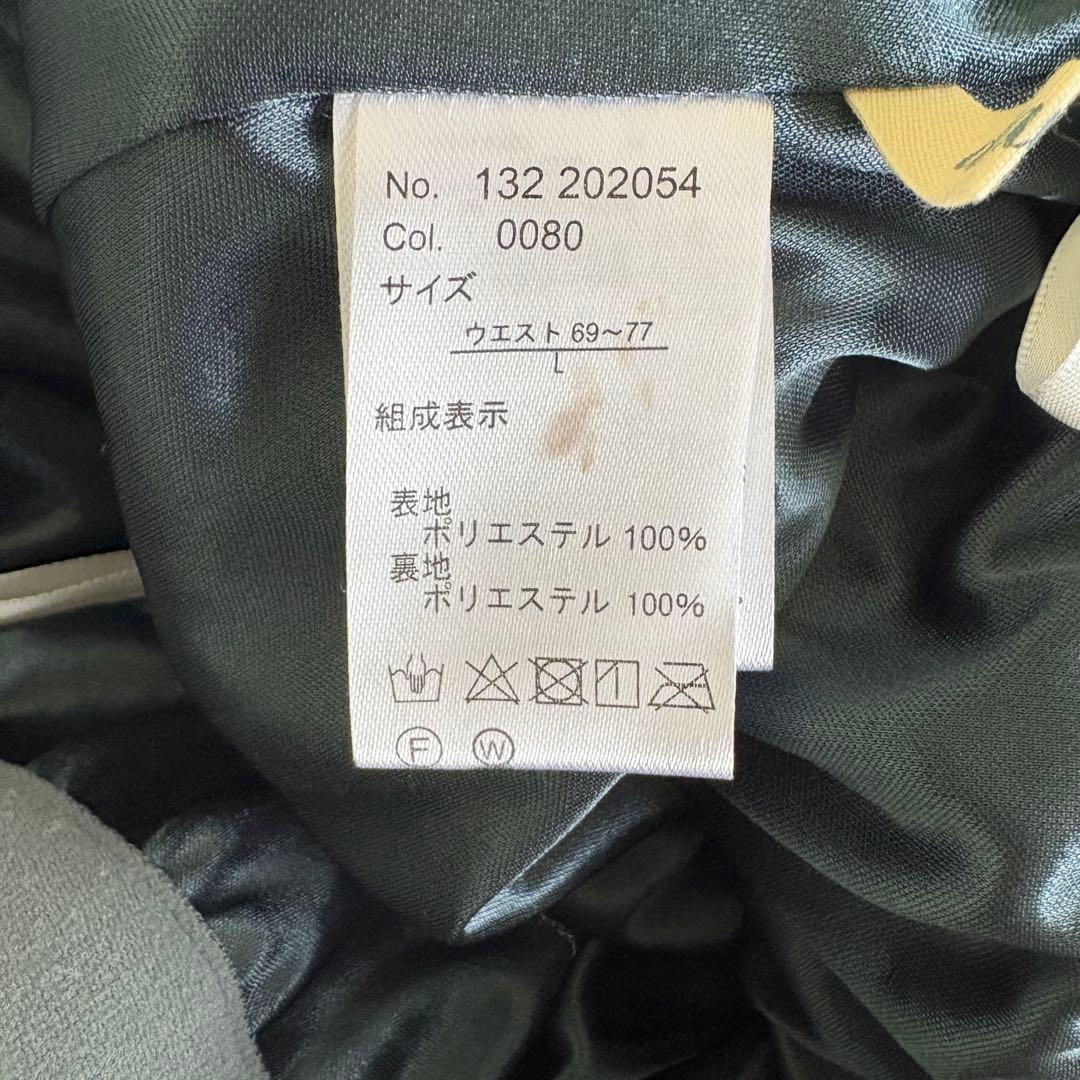 No. 132 202054
Col. 0080
サイズ
ウエスト 69～77
L
組成表示
表地
ポリエステル 100%
裏地
ポリエステル 100%
F W